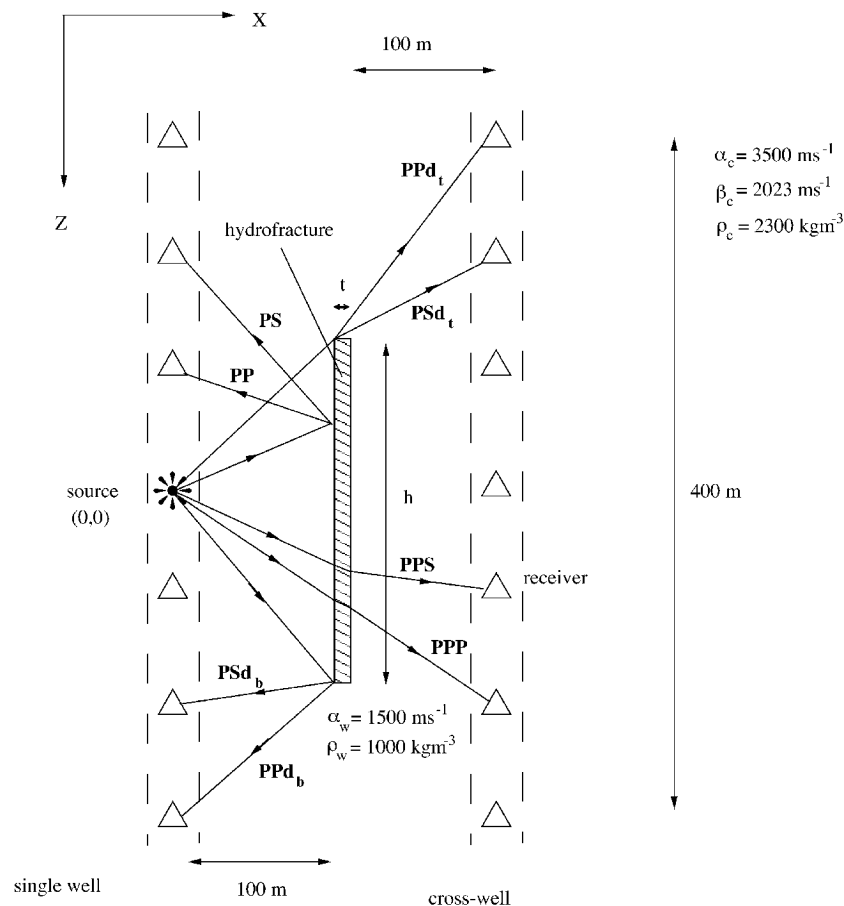 X
100 m
α_c = 3500 ms⁻¹
β_c = 2023 ms⁻¹
ρ_c = 2300 kgm⁻³
PPd_t
Z
hydrofracture
t
PS
PSd_t
PP
source
(0,0)
h
400 m
PPS
receiver
PPP
PSd_b
α_w = 1500 ms⁻¹
ρ_w = 1000 kgm⁻³
PPd_b
single well
100 m
cross-well